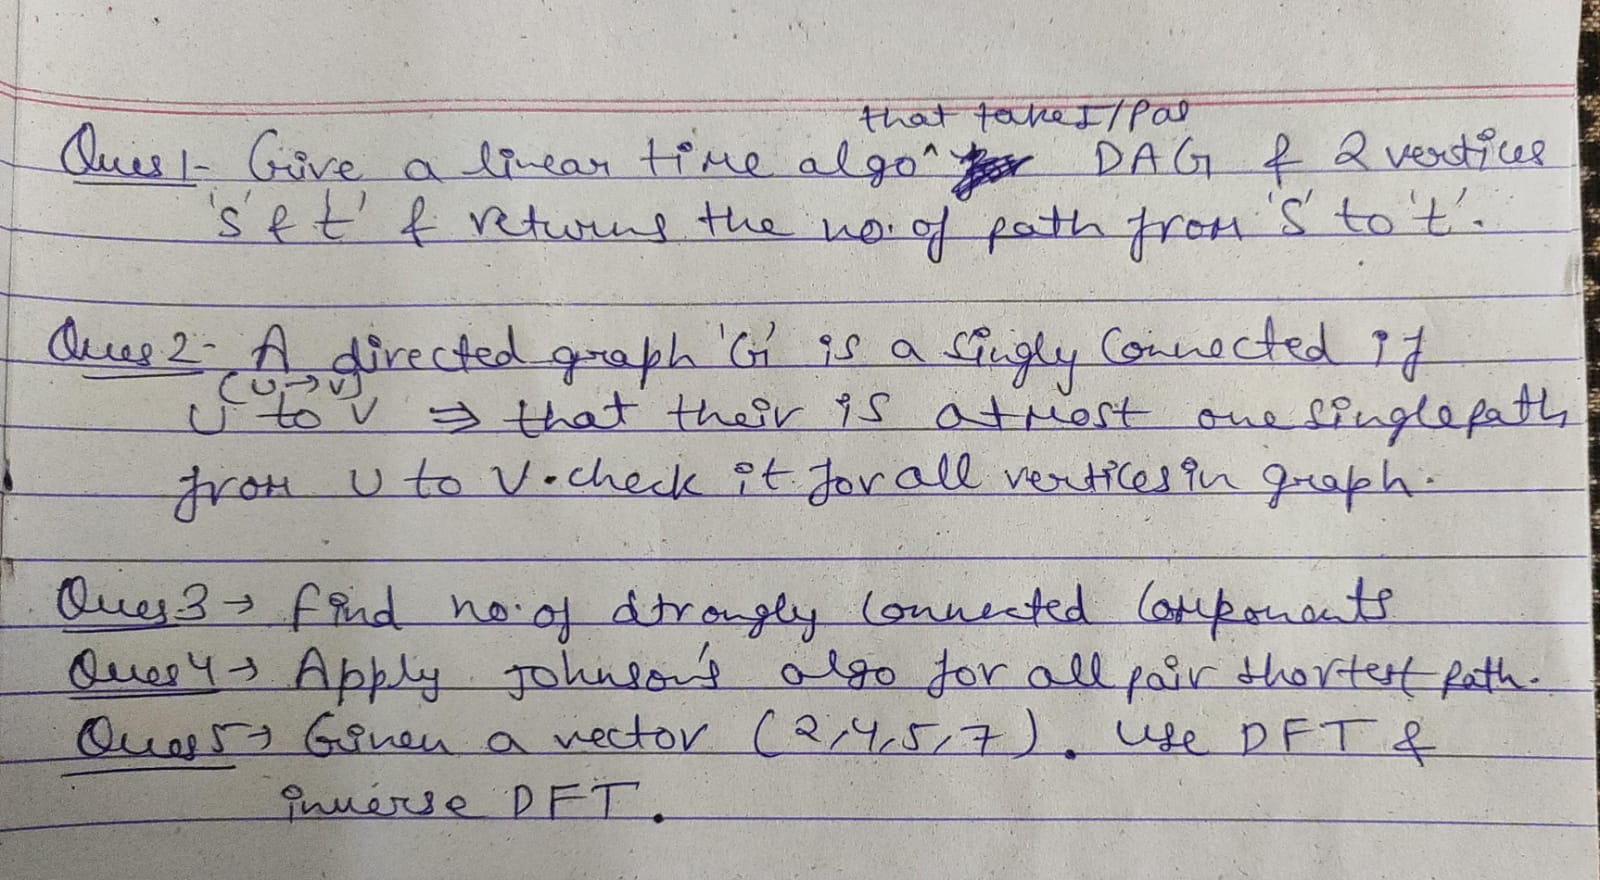 that take I/P as
Ques 1- Give a linear time algo^ DAG & 2 vertices
's' & t' & returns the no. of path from 's' to 't'.
Ques 2- A directed graph 'G' is a singly connected if
(U→V)
U to V ⇒ that their is atmost one single path
from U to V. check it for all vertices in graph.
Ques 3 → find no. of strongly connected components
Ques 4 → Apply Johnson's algo for all pair shortest path.
Ques 5 → Given a vector (2,4,5,7). Use DFT &
inverse DFT.